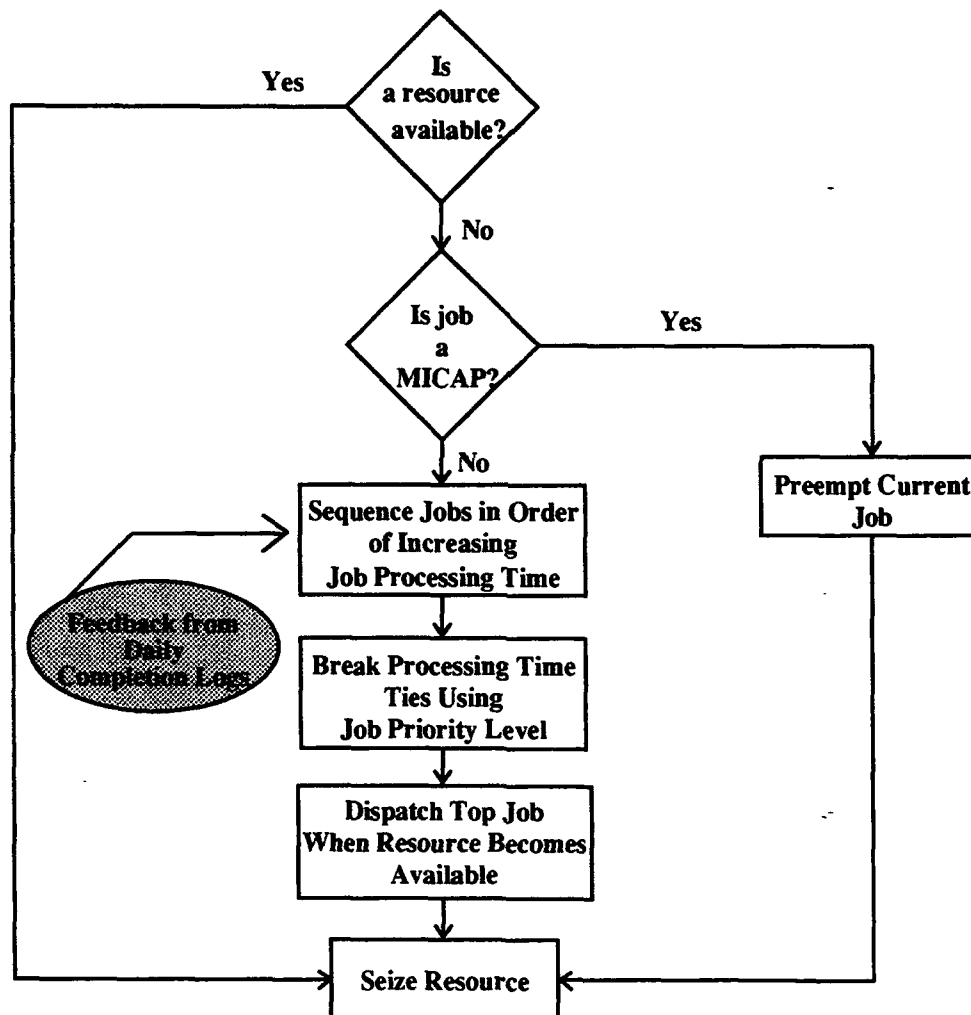 Is
a resource
available?
Yes
No
Is job
a
MICAP?
Yes
No
Preempt Current
Job
Sequence Jobs in Order
of Increasing
Job Processing Time
Feedback from
Daily
Completion Logs
Break Processing Time
Ties Using
Job Priority Level
Dispatch Top Job
When Resource Becomes
Available
Seize Resource